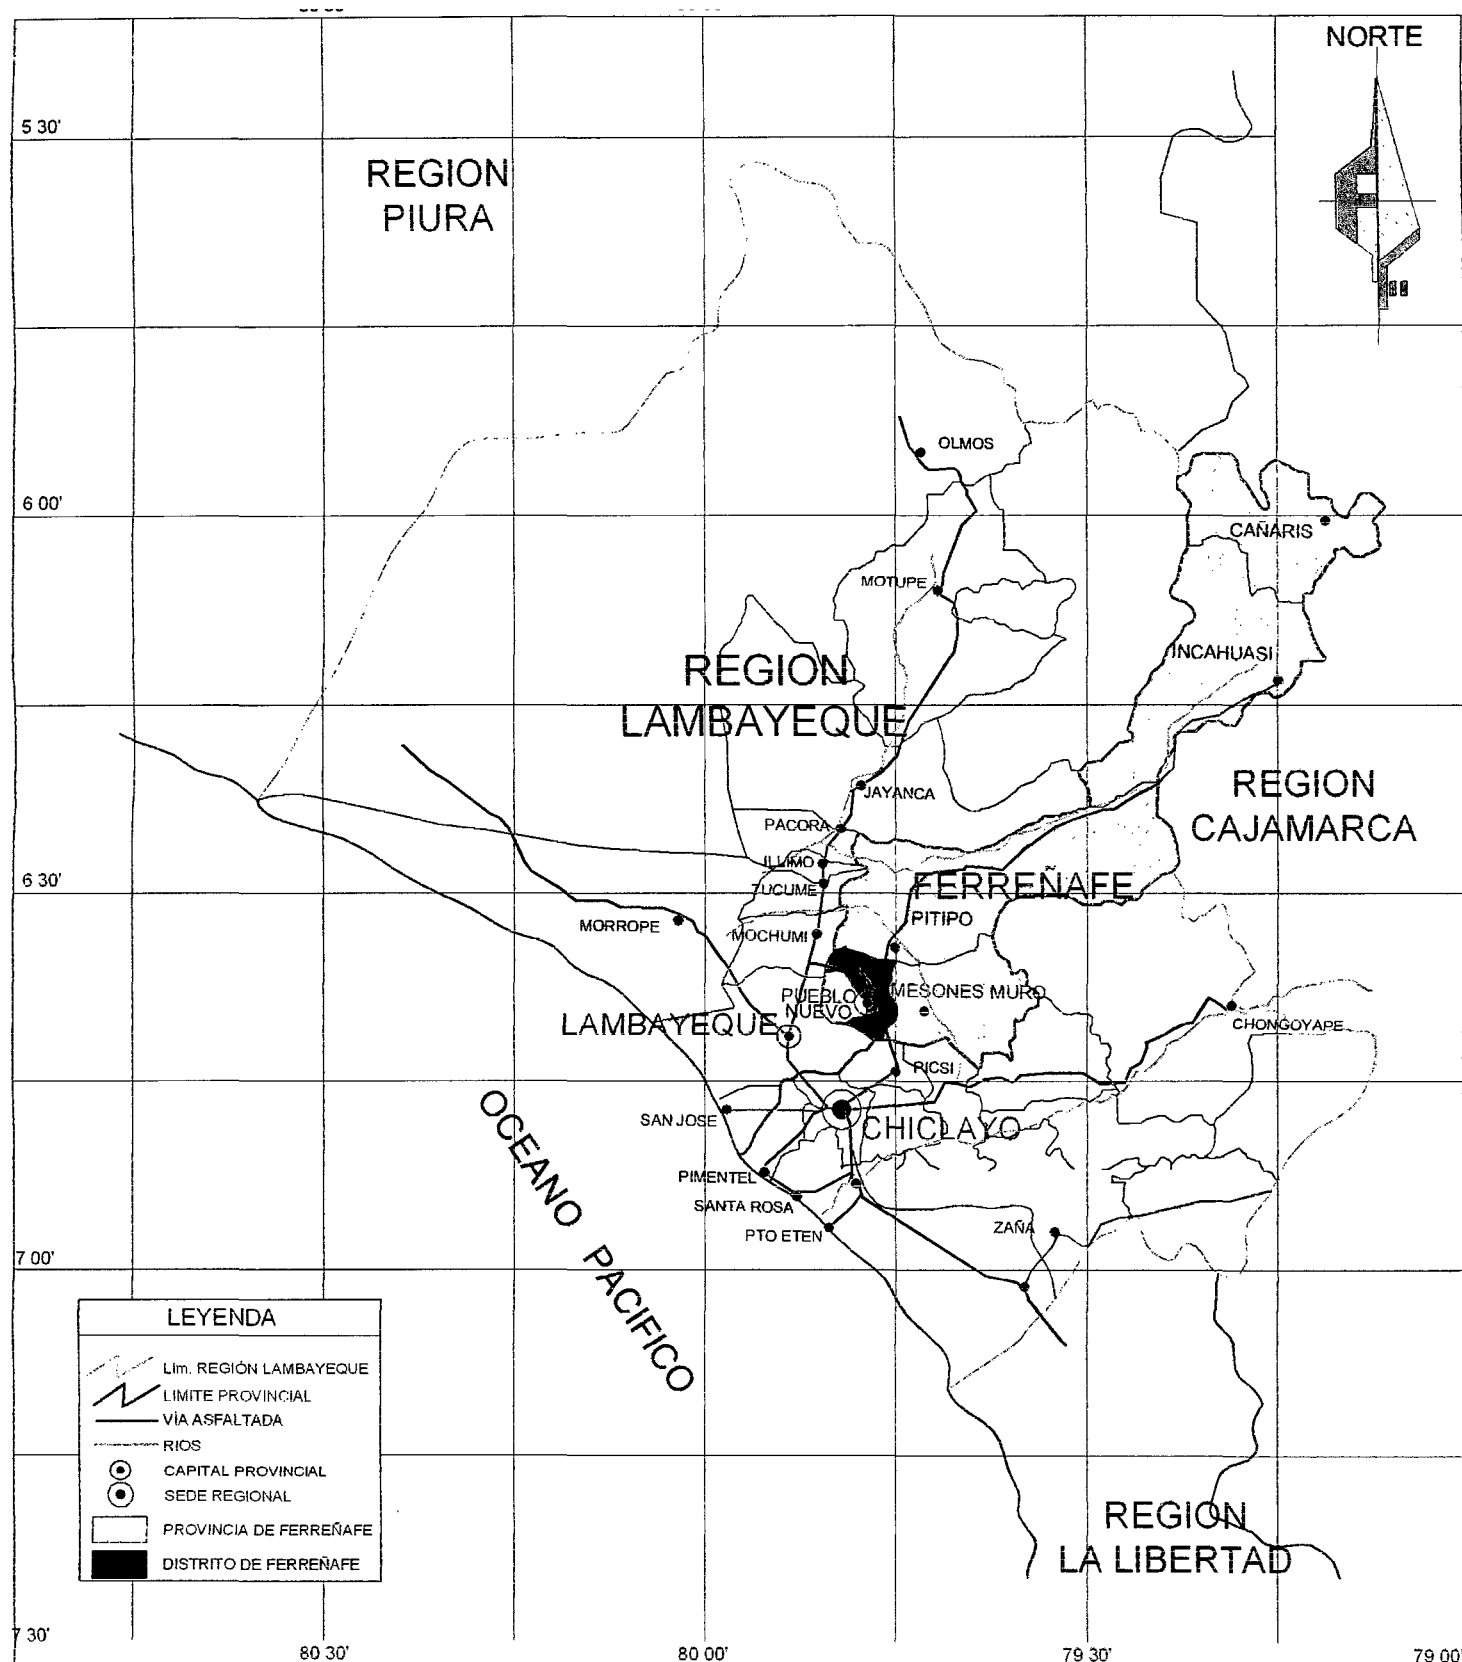 NORTE
5 30'
REGION
PIURA
OLMOS
6 00'
CAÑARIS
MOTUPE
INCAHUASI
REGION
LAMBAYEQUE
JAYANCA
REGION
CAJAMARCA
PACORA
ILLIMO
TUCUME
FERREÑAFE
6 30'
MORROPE
MOCHUMI
PITIPO
PUEBLO
NUEVO
MESONES MURO
LAMBAYEQUE
CHONGOYAPE
PICSI
SAN JOSE
CHICLAYO
OCEANO PACIFICO
PIMENTEL
SANTA ROSA
PTO ETEN
ZAÑA
7 00'
LEYENDA
Lim. REGIÓN LAMBAYEQUE
LIMITE PROVINCIAL
VÍA ASFALTADA
RIOS
CAPITAL PROVINCIAL
SEDE REGIONAL
PROVINCIA DE FERREÑAFE
DISTRITO DE FERREÑAFE
REGION
LA LIBERTAD
7 30'
80 30'
80 00'
79 30'
79 00'